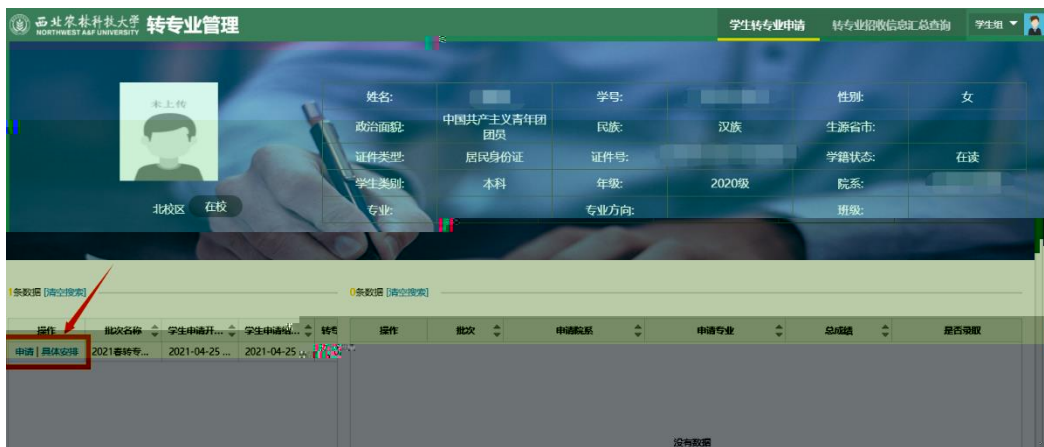 西北农林科技大学 转专业管理 学生转专业申请 转专业招收信息汇总查询 学生组
NORTHWEST A&F UNIVERSITY
未上传
姓名: 学号: 性别: 女
政治面貌: 中国共产主义青年团团员 民族: 汉族 生源省市:
证件类型: 居民身份证 证件号: 学籍状态: 在读
学生类别: 本科 年级: 2020级 院系:
北校区 在校
专业: 专业方向: 班级:
1条数据 [清空搜索] 0条数据 [清空搜索]
操作 批次名称 学生申请开... 学生申请结... 转专 操作 批次 申请院系 申请专业 总成绩 是否录取
申请 | 具体安排 2021春转专... 2021-04-25 ... 2021-04-25
没有数据